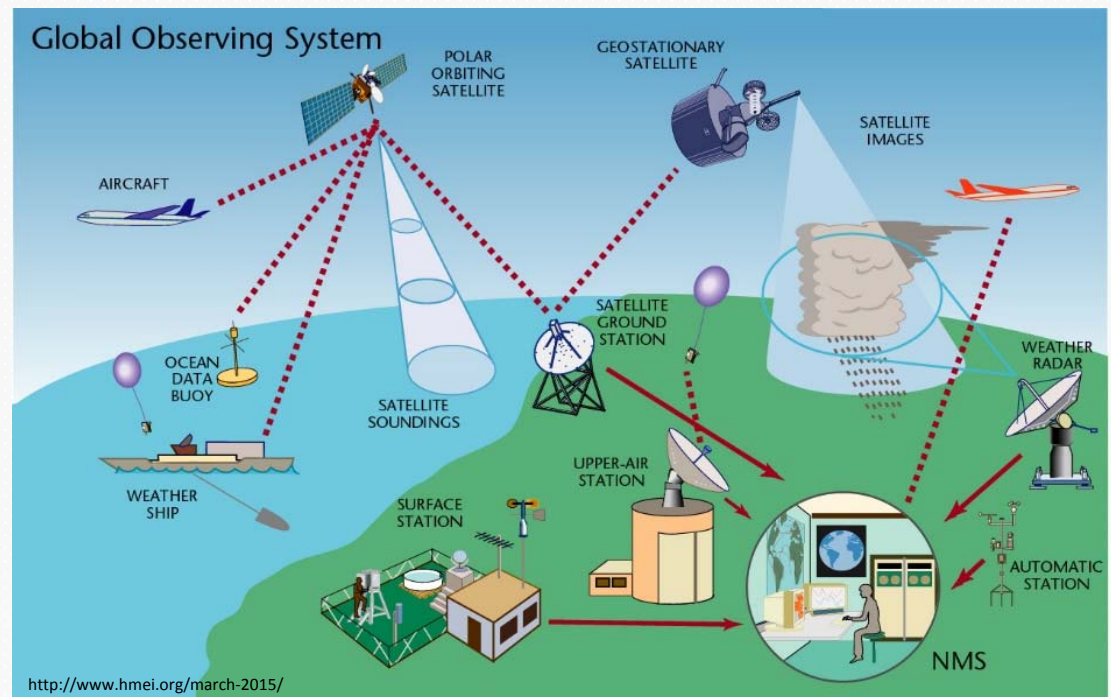 Global Observing System
POLAR
ORBITING
SATELLITE
GEOSTATIONARY
SATELLITE
SATELLITE
IMAGES
AIRCRAFT
OCEAN
DATA
BUOY
SATELLITE
SOUNDINGS
SATELLITE
GROUND
STATION
WEATHER
RADAR
WEATHER
SHIP
SURFACE
STATION
UPPER-AIR
STATION
AUTOMATIC
STATION
NMS
http://www.hmei.org/march-2015/